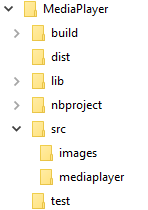 MediaPlayer
build
dist
lib
nbproject
src
images
mediaplayer
test